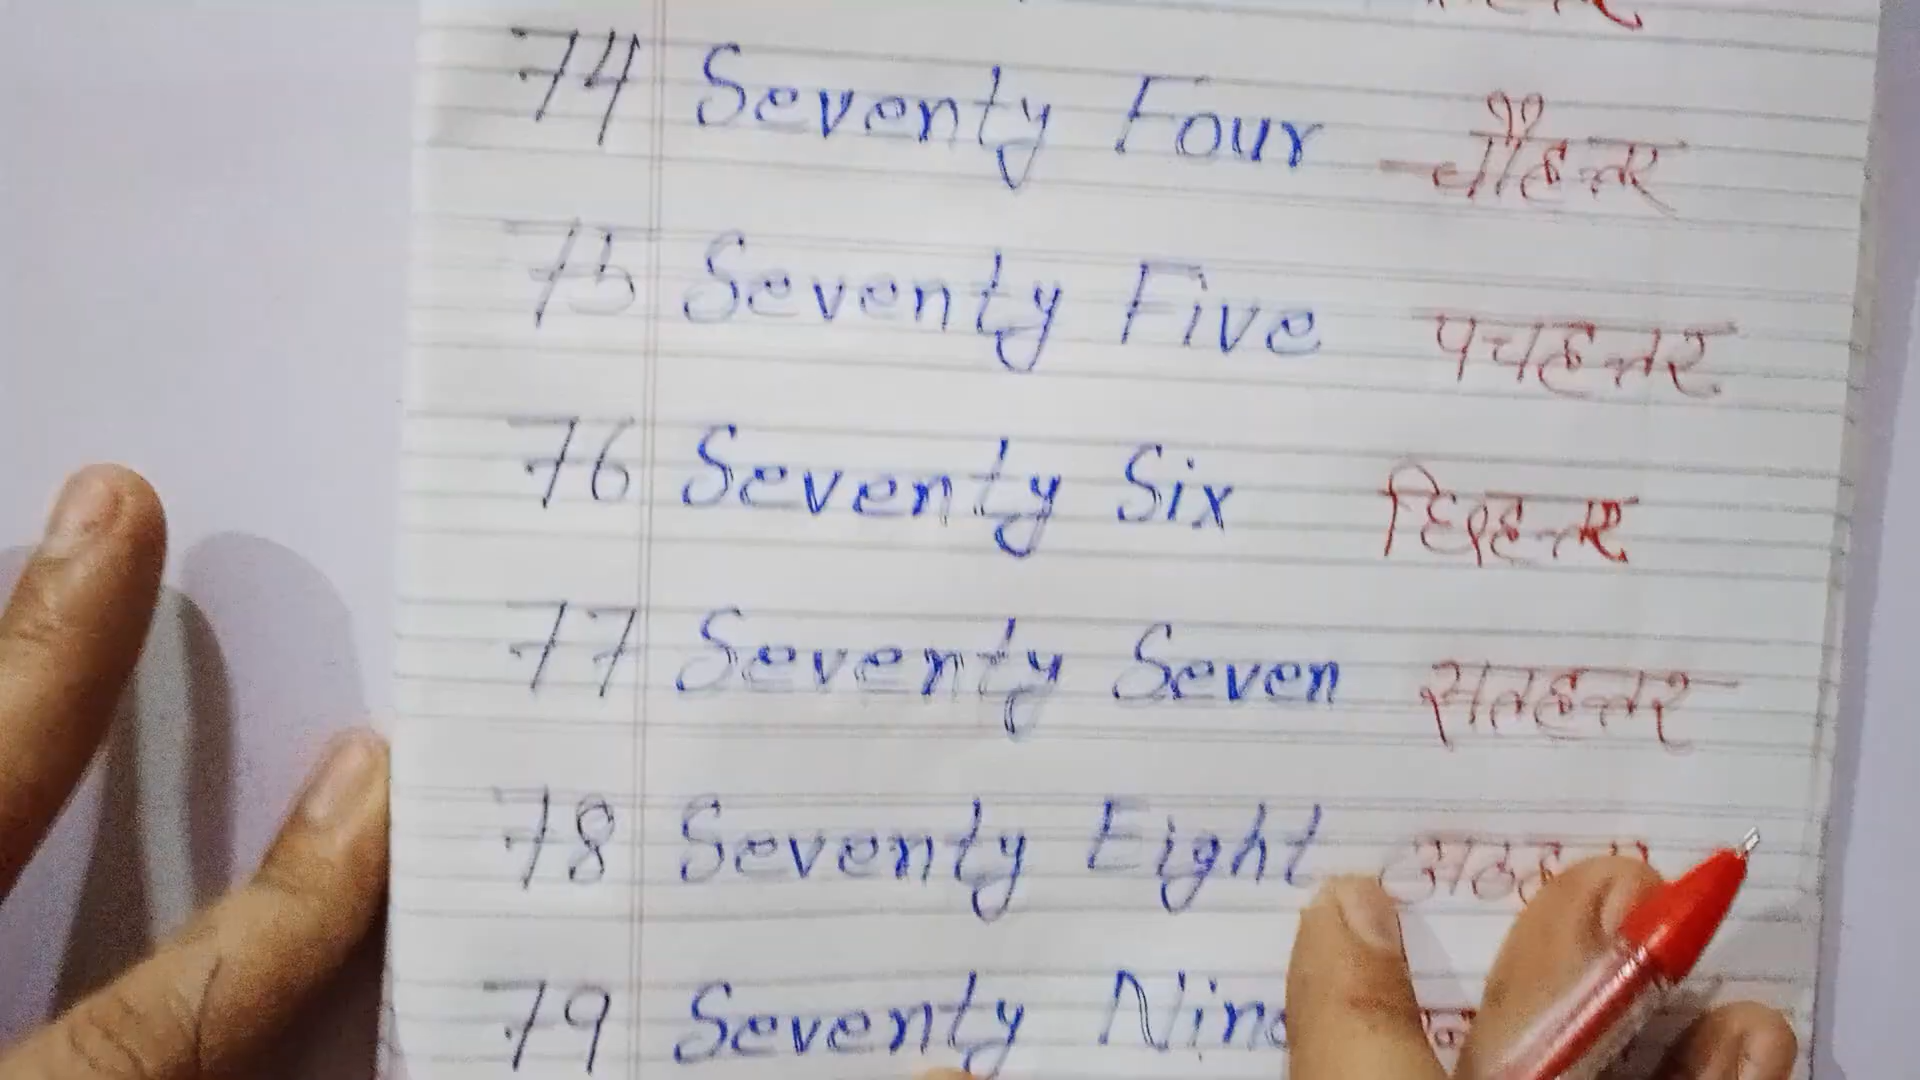 74 Seventy Four चौहत्तर
75 Seventy Five पचहत्तर
76 Seventy Six छिहत्तर
77 Seventy Seven सतहत्तर
78 Seventy Eight
79 Seventy